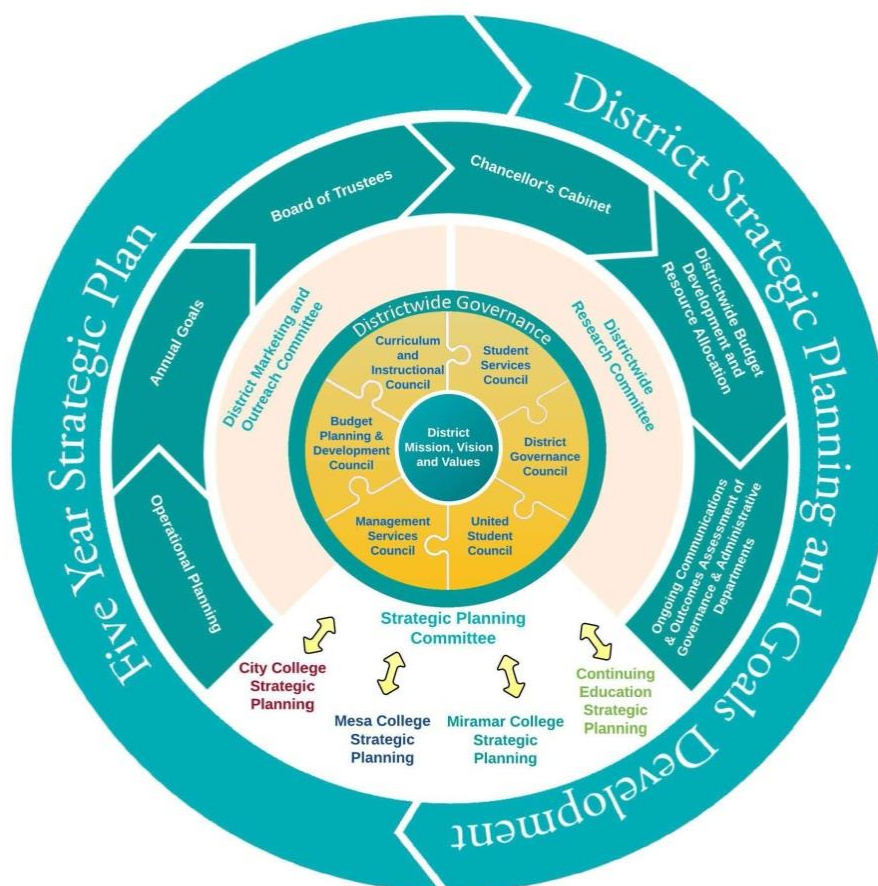 Five Year Strategic Plan
District Strategic Planning and Goals Development
Operational Planning
Annual Goals
Board of Trustees
Chancellor's Cabinet
Districtwide Budget
Development and
Resource Allocation
Ongoing Communications
& Outcomes Assessment of
Governance & Administrative
Departments
District Marketing and
Outreach Committee
Districtwide
Research Committee
Districtwide Governance
Curriculum
and
Instructional
Council
Student
Services
Council
Budget
Planning &
Development
Council
District
Mission, Vision
and Values
District
Governance
Council
Management
Services
Council
United
Student
Council
Strategic Planning
Committee
City College
Strategic
Planning
Mesa College
Strategic
Planning
Miramar College
Strategic
Planning
Continuing
Education
Strategic
Planning